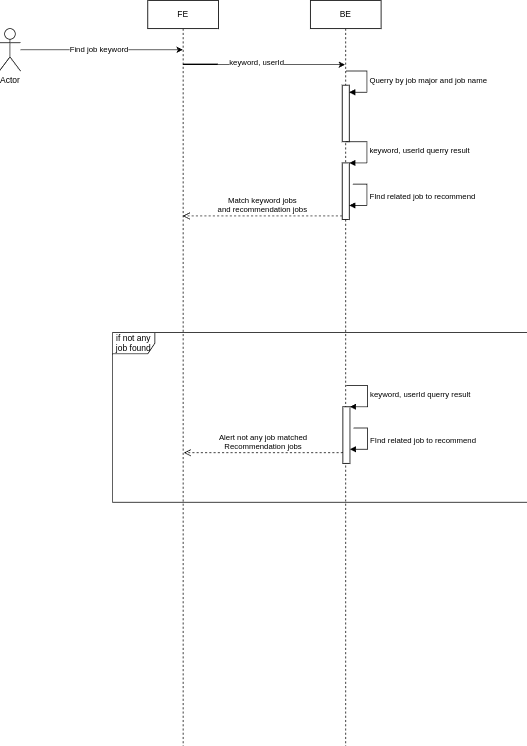 FE
BE
Find job keyword
keyword, userId
Actor
Querry by job major and job name
keyword, userId querry result
FInd related job to recommend
Match keyword jobs
and recommendation jobs
if not any
job found
keyword, userId querry result
FInd related job to recommend
Alert not any job matched
Recommendation jobs